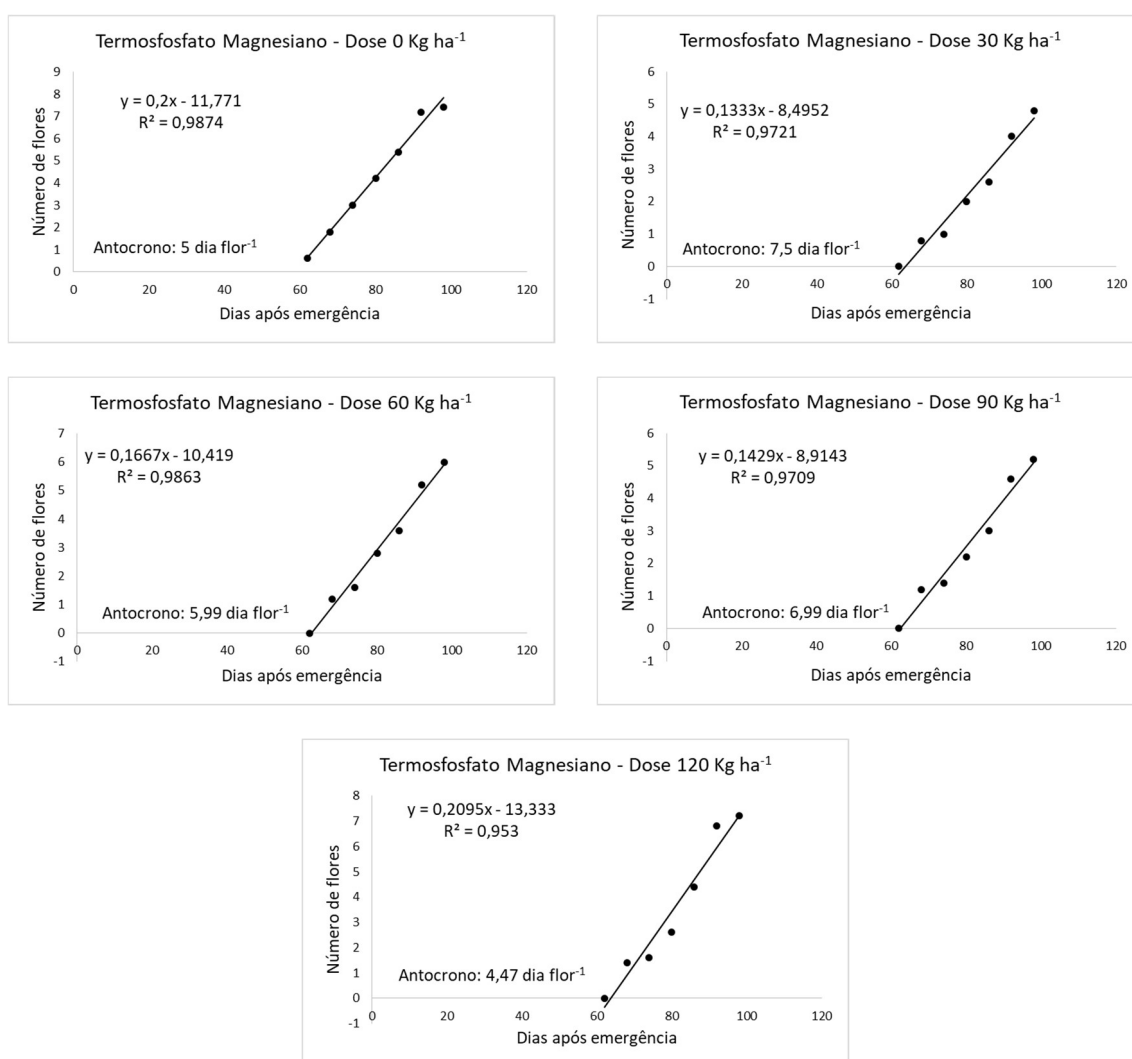 Termosfosfato Magnesiano - Dose 0 Kg ha⁻¹
Número de flores
9
8
7
6
5
4
3
2
1
0
y = 0,2x - 11,771
R² = 0,9874
Antocrono: 5 dia flor⁻¹
0 20 40 60 80 100 120
Dias após emergência
Termosfosfato Magnesiano - Dose 30 Kg ha⁻¹
Número de flores
6
5
4
3
2
1
0
-1
y = 0,1333x - 8,4952
R² = 0,9721
Antocrono: 7,5 dia flor⁻¹
0 20 40 60 80 100 120
Dias após emergência
Termosfosfato Magnesiano - Dose 60 Kg ha⁻¹
Número de flores
7
6
5
4
3
2
1
0
-1
y = 0,1667x - 10,419
R² = 0,9863
Antocrono: 5,99 dia flor⁻¹
0 20 40 60 80 100 120
Dias após emergência
Termosfosfato Magnesiano - Dose 90 Kg ha⁻¹
Número de flores
6
5
4
3
2
1
0
-1
y = 0,1429x - 8,9143
R² = 0,9709
Antocrono: 6,99 dia flor⁻¹
0 20 40 60 80 100 120
Dias após emergência
Termosfosfato Magnesiano - Dose 120 Kg ha⁻¹
Número de flores
8
7
6
5
4
3
2
1
0
-1
y = 0,2095x - 13,333
R² = 0,953
Antocrono: 4,47 dia flor⁻¹
0 20 40 60 80 100 120
Dias após emergência